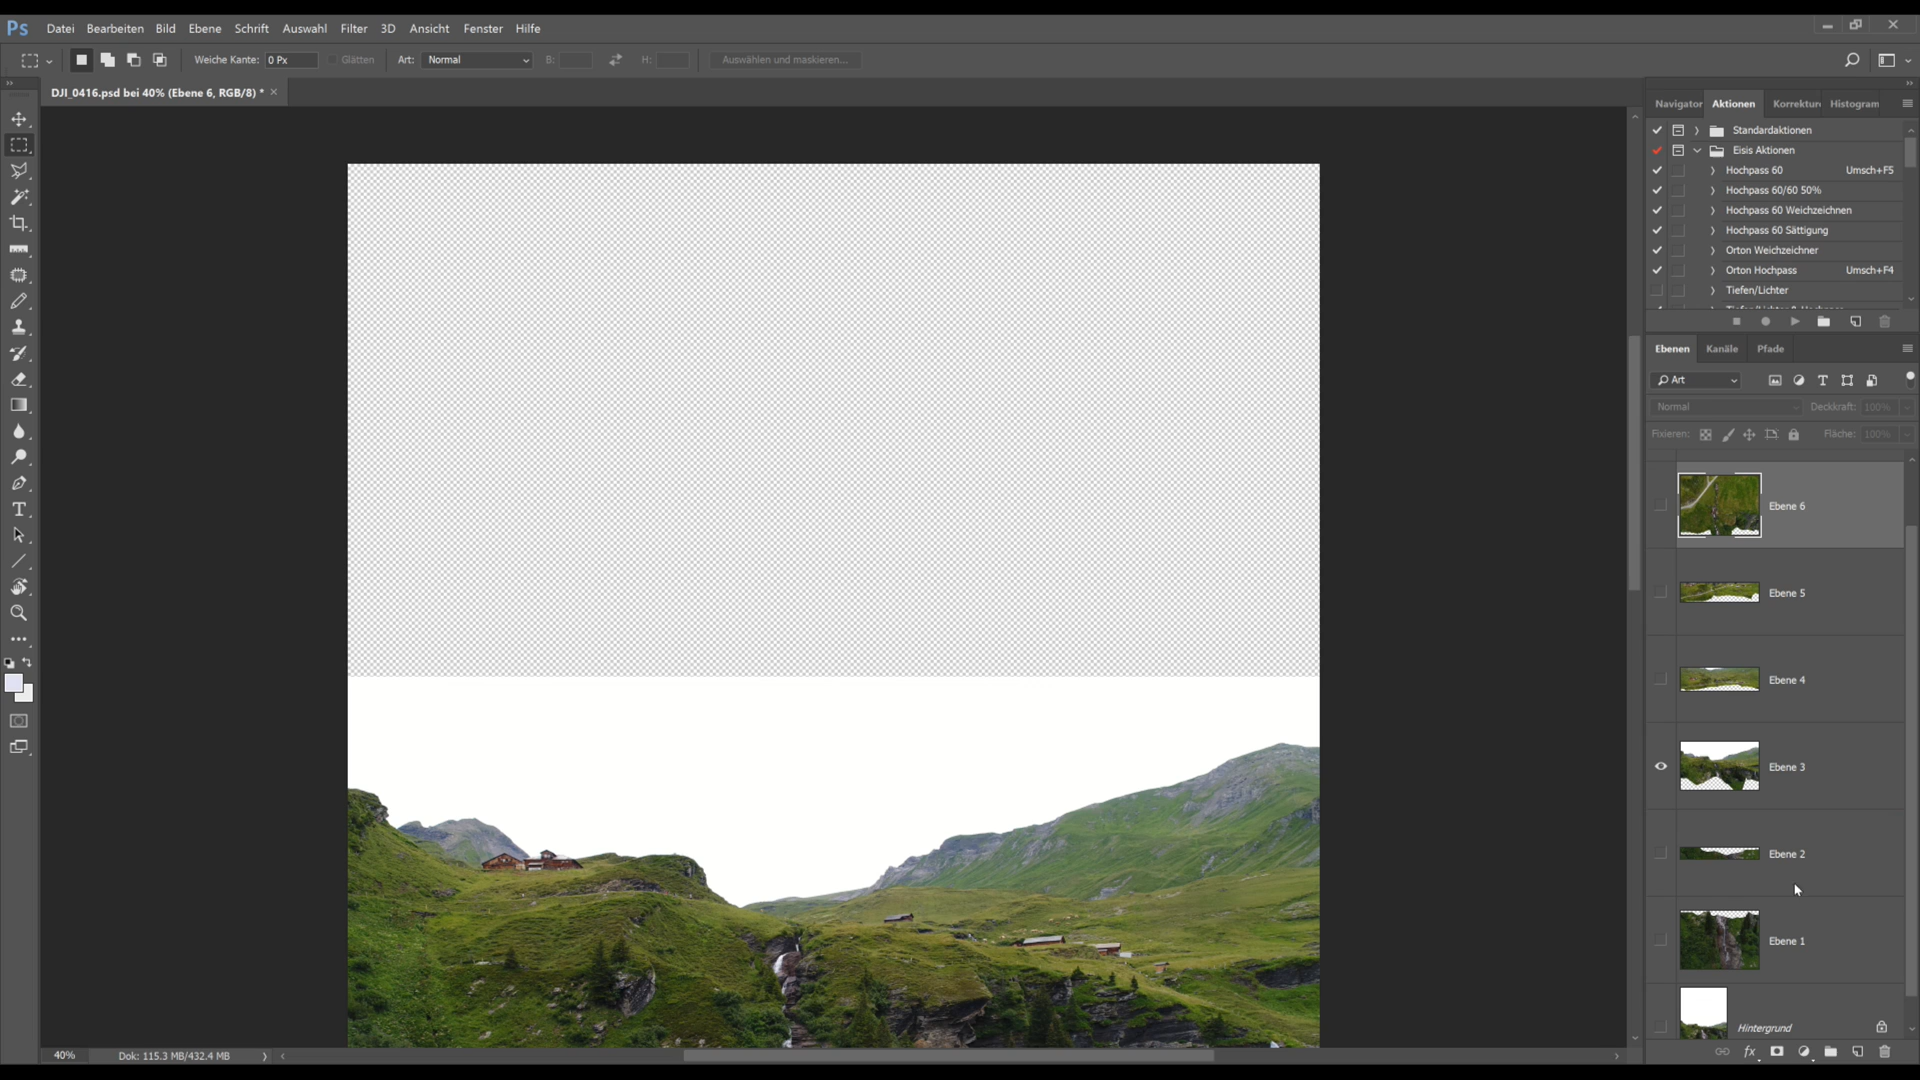 Ps Datei Bearbeiten Bild Ebene Schrift Auswahl Filter 3D Ansicht Fenster Hilfe
Weiche Kante: 0 Px Glätten Art: Normal B: H: Auswählen und maskieren...
DJI_0416.psd bei 40% (Ebene 6, RGB/8) *
Navigator Aktionen Korrektur Histogram
Standardaktionen
Eisis Aktionen
Hochpass 60 Umsch+F5
Hochpass 60/60 50%
Hochpass 60 Weichzeichnen
Hochpass 60 Sättigung
Orton Weichzeichner
Orton Hochpass Umsch+F4
Tiefen/Lichter
Ebenen Kanäle Pfade
Art
Normal Deckkraft: 100%
Fixieren: Fläche: 100%
Ebene 6
Ebene 5
Ebene 4
Ebene 3
Ebene 2
Ebene 1
Hintergrund
fx
40% Dok: 115.3 MB/432.4 MB